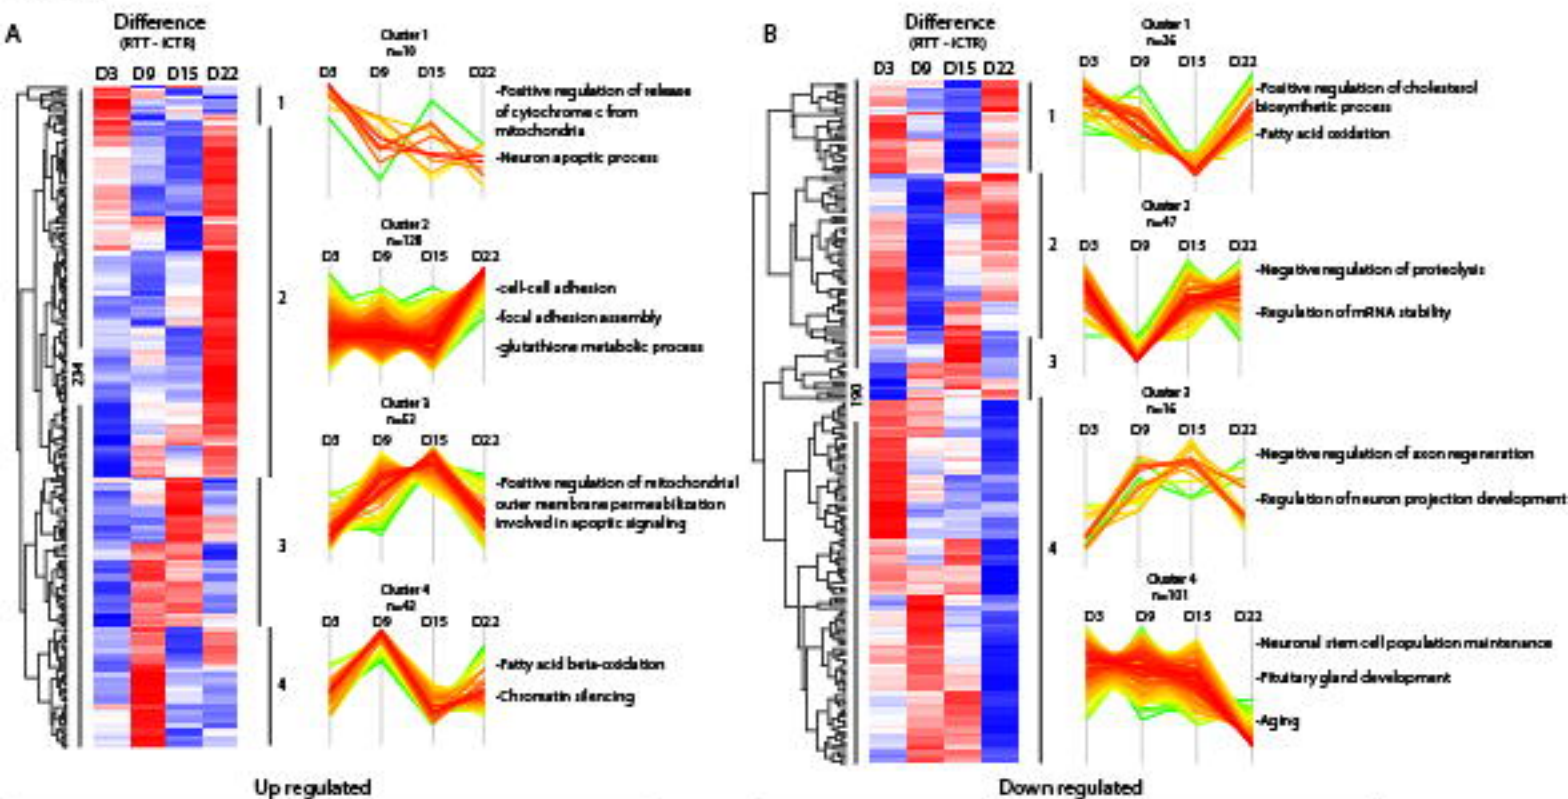 A
Difference
(RTT - iCTR)
D3 D9 D15 D22
1
2
3
4
234
Cluster 1
n=10
D3 D9 D15 D22
-Positive regulation of release
of cytochrome c from
mitochondria
-Neuron apoptic process
Cluster 2
n=128
D3 D9 D15 D22
-cell-cell adhesion
-focal adhesion assembly
-glutathione metabolic process
Cluster 3
D3 D9 D15 D22
-Positive regulation of mitochondrial
outer membrane permeabilization
involved in apoptic signaling
Cluster 4
D3 D9 D15 D22
-Fatty acid beta-oxidation
-Chromatin silencing
Up regulated
B
Difference
(RTT - iCTR)
D3 D9 D15 D22
1
2
3
4
190
Cluster 1
D3 D9 D15 D22
-Positive regulation of cholesterol
biosynthetic process
-Fatty acid oxidation
Cluster 2
n=47
D3 D9 D15 D22
-Negative regulation of proteolysis
-Regulation of mRNA stability
Cluster 3
n=16
D3 D9 D15 D22
-Negative regulation of axon regeneration
-Regulation of neuron projection development
Cluster 4
n=101
D3 D9 D15 D22
-Neuronal stem cell population maintenance
-Pituitary gland development
-Aging
Down regulated